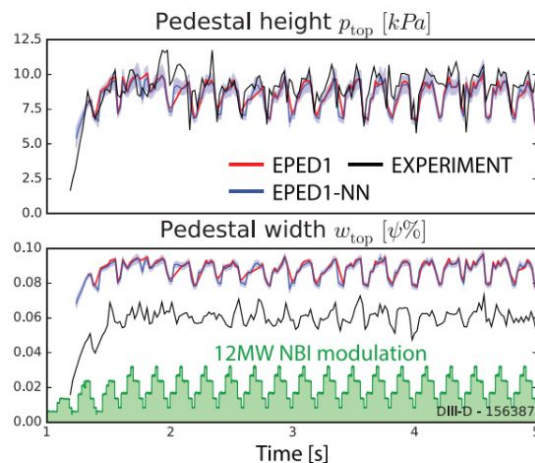 Pedestal height p_top [kPa]
12.5
10.0
7.5
5.0
2.5
0.0
EPED1
EXPERIMENT
EPED1-NN
Pedestal width w_top [ψ%]
0.10
0.08
0.06
0.04
0.02
0.00
12MW NBI modulation
DIII-D - 156387
1 2 3 4 5
Time [s]